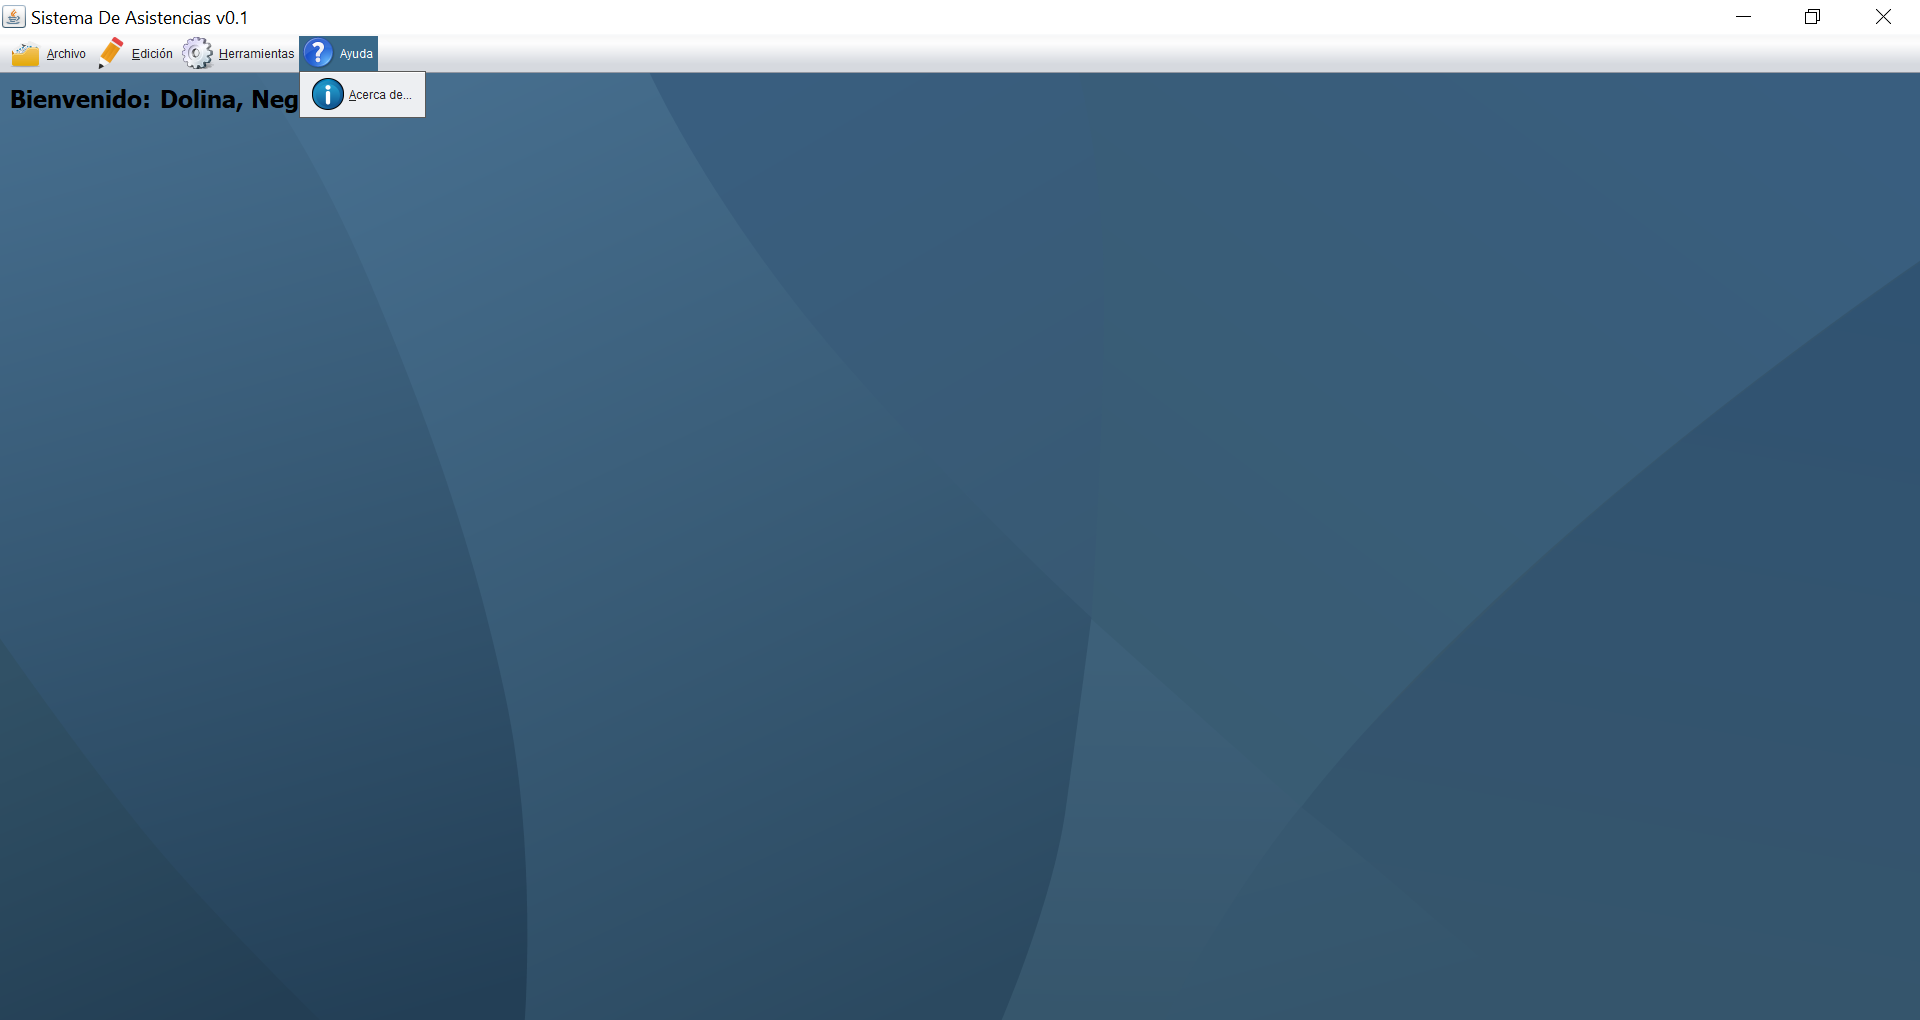 Sistema De Asistencias v0.1
Archivo Edición Herramientas Ayuda
Bienvenido: Dolina, Neg
Acerca de...